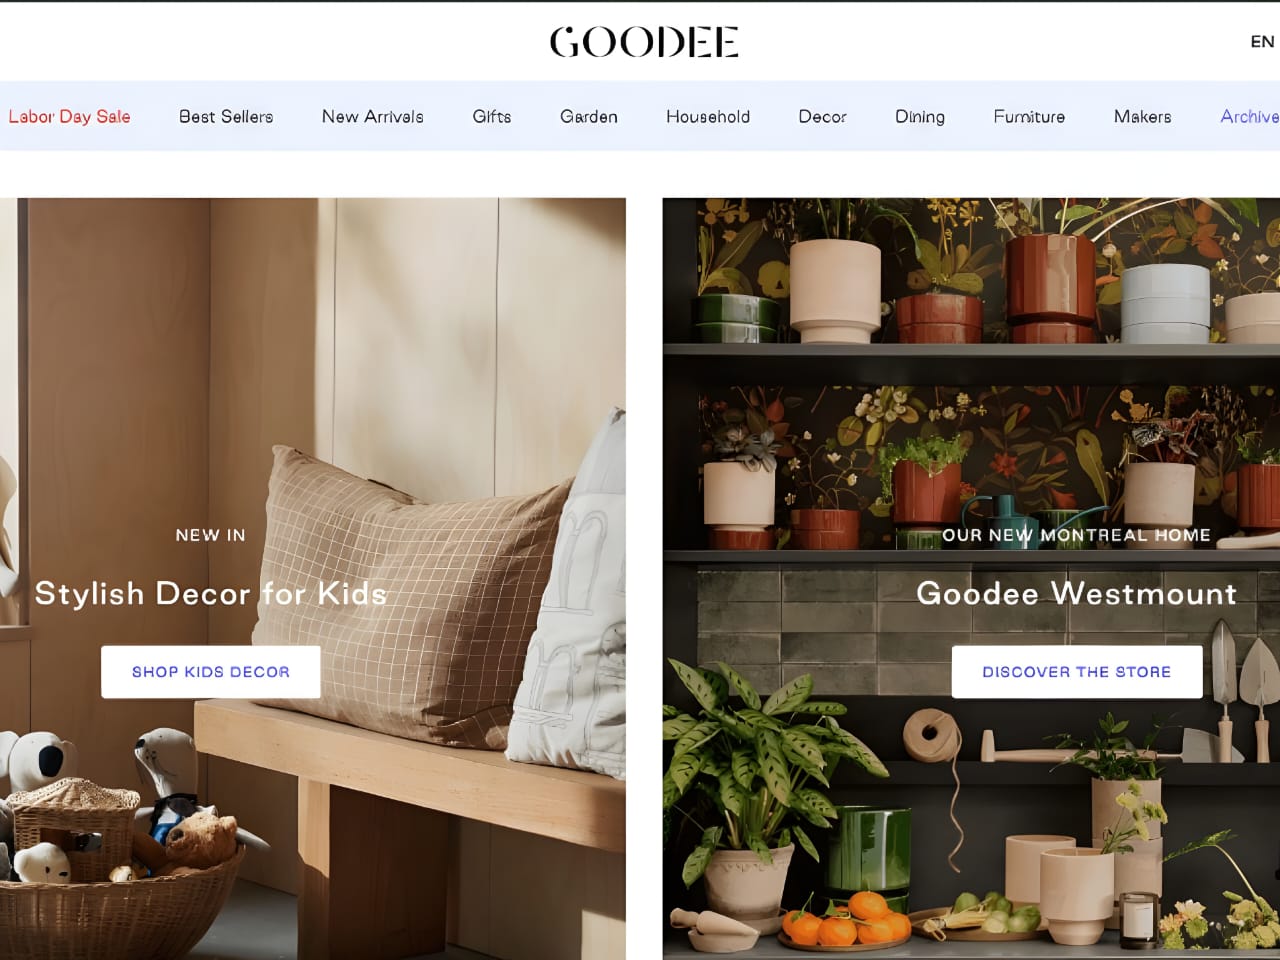 GOODEE
EN
Labor Day Sale Best Sellers New Arrivals Gifts Garden Household Decor Dining Furniture Makers Archive
NEW IN
Stylish Decor for Kids
SHOP KIDS DECOR
OUR NEW MONTREAL HOME
Goodee Westmount
DISCOVER THE STORE